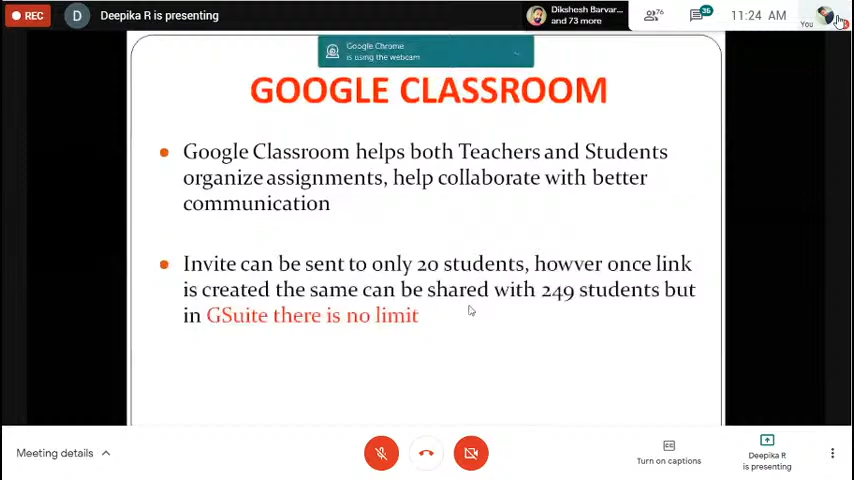 REC
D
Deepika R is presenting
Dikshesh Barvar...
and 73 more
76
36
11:24 AM
You
Google Chrome
is using the webcam
GOOGLE CLASSROOM
Google Classroom helps both Teachers and Students
organize assignments, help collaborate with better
communication
Invite can be sent to only 20 students, howver once link
is created the same can be shared with 249 students but
in GSuite there is no limit
Meeting details
Turn on captions
Deepika R
is presenting